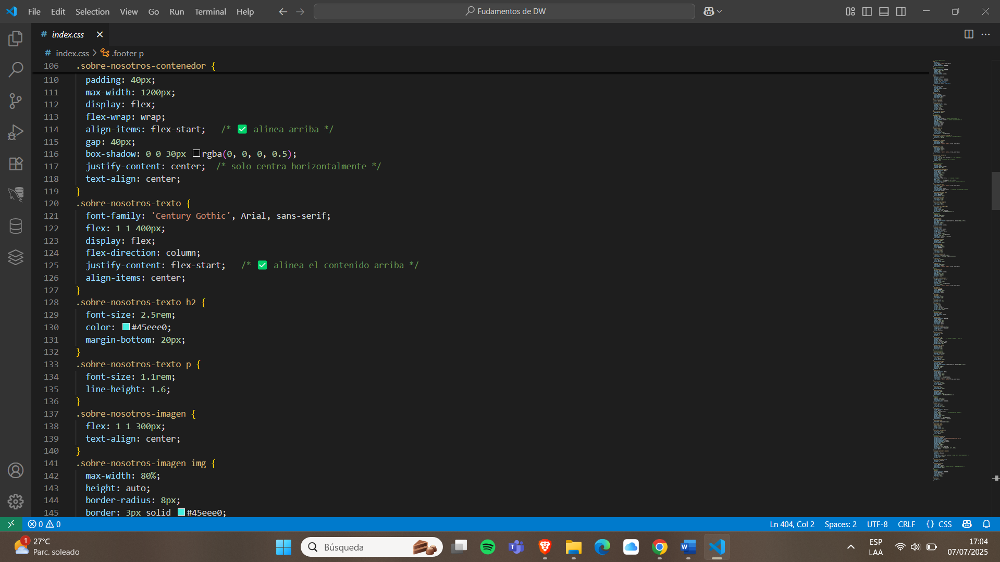 File Edit Selection View Go Run Terminal Help
Fudamentos de DW
# index.css
# index.css > .footer p
106 .sobre-nosotros-contenedor {
110 padding: 40px;
111 max-width: 1200px;
112 display: flex;
113 flex-wrap: wrap;
114 align-items: flex-start; /* ✅ alinea arriba */
115 gap: 40px;
116 box-shadow: 0 0 30px rgba(0, 0, 0, 0.5);
117 justify-content: center; /* solo centra horizontalmente */
118 text-align: center;
119 }
120 .sobre-nosotros-texto {
121 font-family: 'Century Gothic', Arial, sans-serif;
122 flex: 1 1 400px;
123 display: flex;
124 flex-direction: column;
125 justify-content: flex-start; /* ✅ alinea el contenido arriba */
126 align-items: center;
127 }
128 .sobre-nosotros-texto h2 {
129 font-size: 2.5rem;
130 color: #45eee0;
131 margin-bottom: 20px;
132 }
133 .sobre-nosotros-texto p {
134 font-size: 1.1rem;
135 line-height: 1.6;
136 }
137 .sobre-nosotros-imagen {
138 flex: 1 1 300px;
139 text-align: center;
140 }
141 .sobre-nosotros-imagen img {
142 max-width: 80%;
143 height: auto;
144 border-radius: 8px;
145 border: 3px solid #45eee0;
0 0 Ln 404, Col 2 Spaces: 2 UTF-8 CRLF {} CSS
1 27°C
Parc. soleado
Búsqueda
ESP
LAA
17:04
07/07/2025